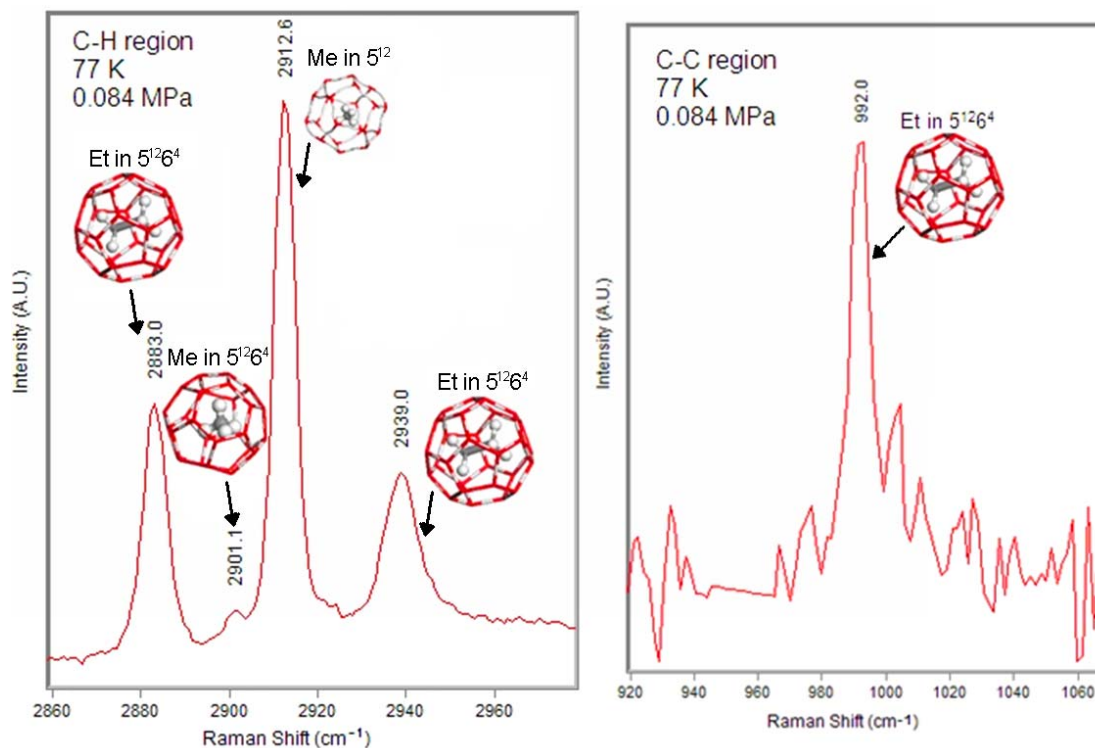 C-H region
77 K
0.084 MPa
2912.6
Me in 5¹²
Et in 5¹²6⁴
2883.0
Me in 5¹²6⁴
2901.1
2939.0
Et in 5¹²6⁴
Intensity (A.U.)
2860 2880 2900 2920 2940 2960
Raman Shift (cm⁻¹)
C-C region
77 K
0.084 MPa
992.0
Et in 5¹²6⁴
Intensity (A.U.)
920 940 960 980 1000 1020 1040 1060
Raman Shift (cm⁻¹)